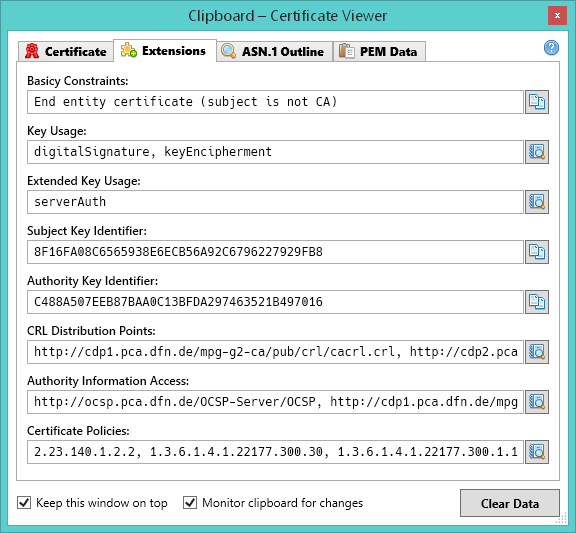 Clipboard – Certificate Viewer
x
Certificate Extensions ASN.1 Outline PEM Data ?
Basicy Constraints:
End entity certificate (subject is not CA)
Key Usage:
digitalSignature, keyEncipherment
Extended Key Usage:
serverAuth
Subject Key Identifier:
8F16FA08C6565938E6ECB56A92C6796227929FB8
Authority Key Identifier:
C488A507EEB87BAA0C13BFDA297463521B497016
CRL Distribution Points:
http://cdp1.pca.dfn.de/mpg-g2-ca/pub/crl/cacrl.crl, http://cdp2.pca
Authority Information Access:
http://ocsp.pca.dfn.de/OCSP-Server/OCSP, http://cdp1.pca.dfn.de/mpg
Certificate Policies:
2.23.140.1.2.2, 1.3.6.1.4.1.22177.300.30, 1.3.6.1.4.1.22177.300.1.1
Keep this window on top Monitor clipboard for changes Clear Data